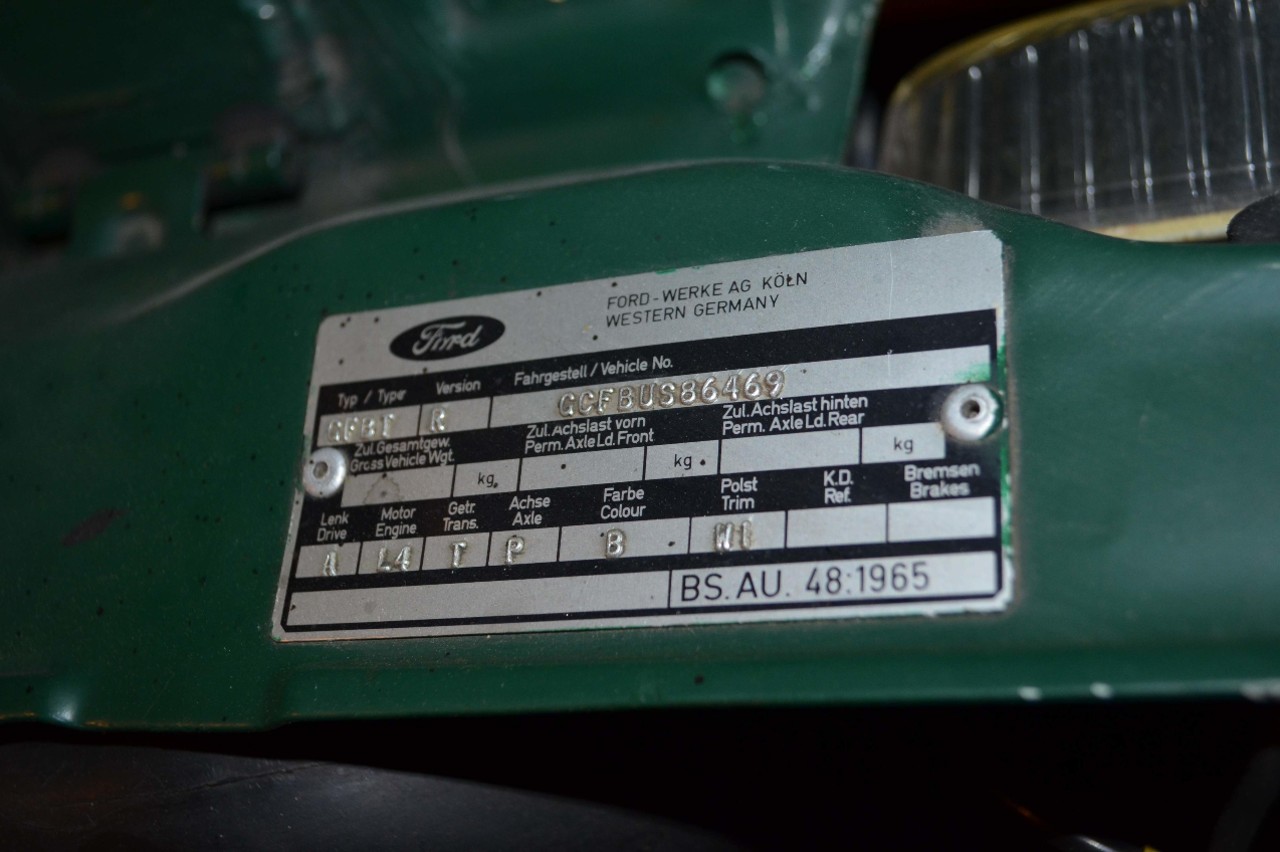 Ford
FORD-WERKE AG KÖLN
WESTERN GERMANY
Typ / Type Version Fahrgestell / Vehicle No.
GFBT R GCFBUS86469
Zul. Gesamtgew. Zul. Achslast vorn Zul. Achslast hinten
Gross Vehicle Wgt. Perm. Axle Ld. Front Perm. Axle Ld. Rear
kg. kg. kg
Lenk Motor Getr. Achse Farbe Polst K.D. Bremsen
Drive Engine Trans. Axle Colour Trim Ref. Brakes
A L4 T P B
BS. AU. 48:1965